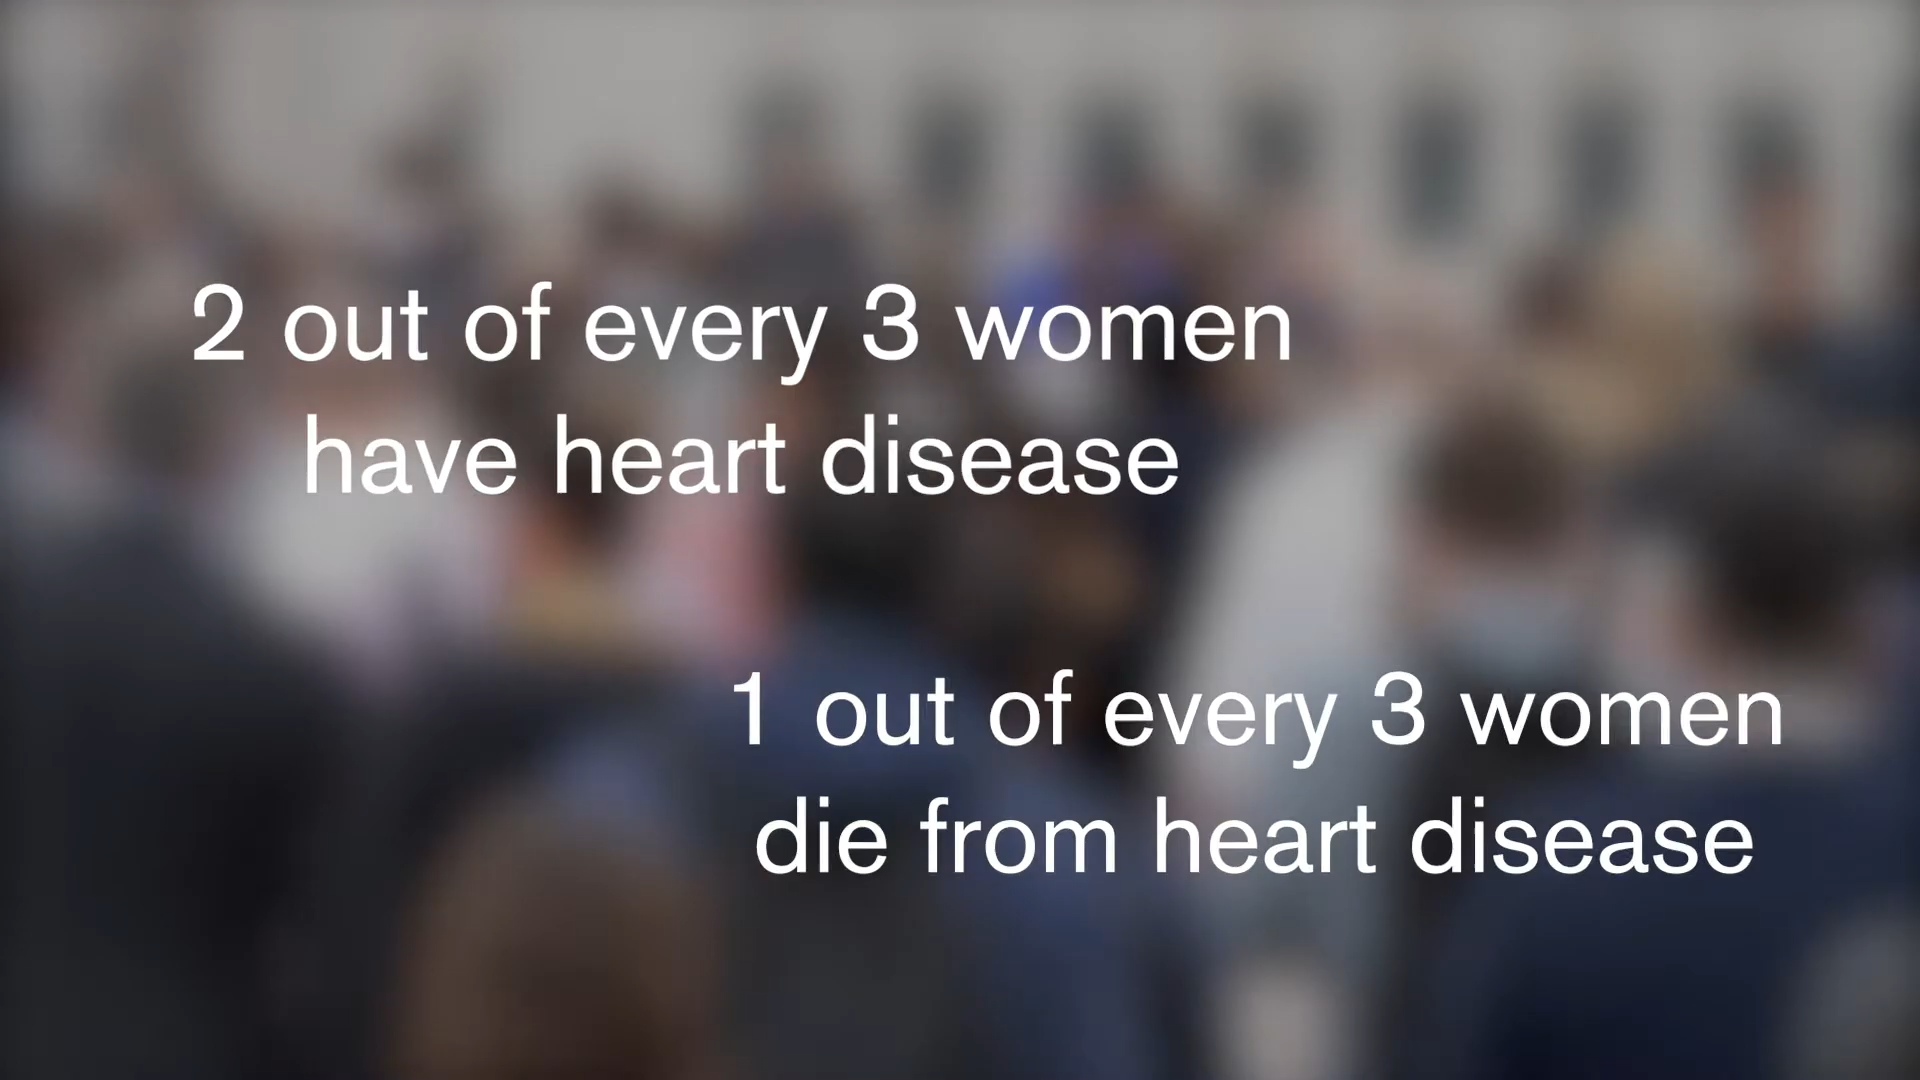 2 out of every 3 women
have heart disease
1 out of every 3 women
die from heart disease